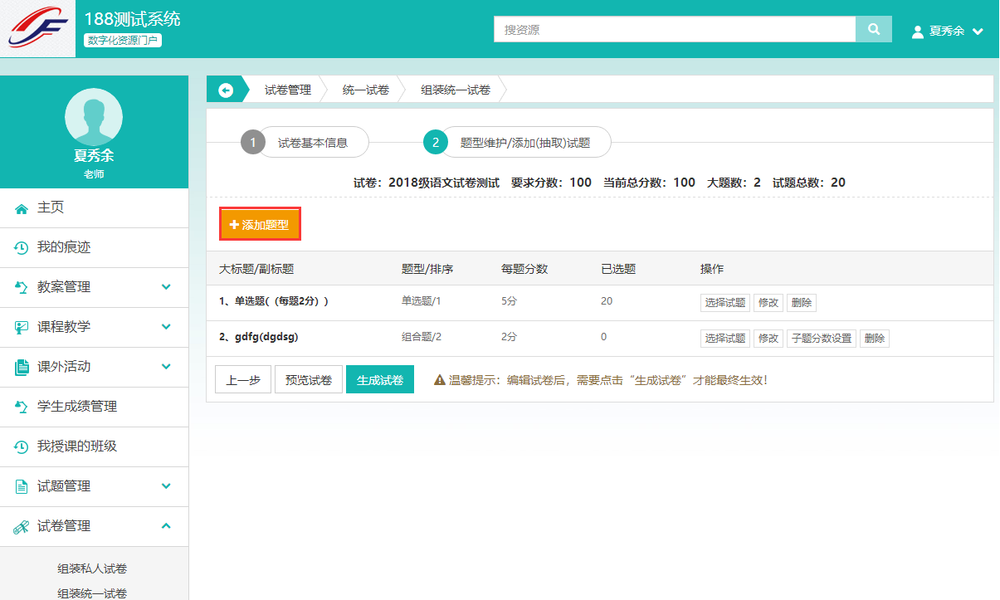 188测试系统
数字化资源门户
搜资源
夏秀余
夏秀余
老师
主页
我的痕迹
教案管理
课程教学
课外活动
学生成绩管理
我授课的班级
试题管理
试卷管理
组装私人试卷
组装统一试卷
试卷管理 统一试卷 组装统一试卷
1 试卷基本信息 2 题型维护/添加(抽取)试题
试卷：2018级语文试卷测试 要求分数：100 当前总分数：100 大题数：2 试题总数：20
添加题型
大标题/副标题 题型/排序 每题分数 已选题 操作
1、单选题(（每题2分）) 单选题/1 5分 20 选择试题 修改 删除
2、gdfg(dgdsg) 组合题/2 2分 0 选择试题 修改 子题分数设置 删除
上一步 预览试卷 生成试卷 温馨提示：编辑试卷后，需要点击“生成试卷”才能最终生效！